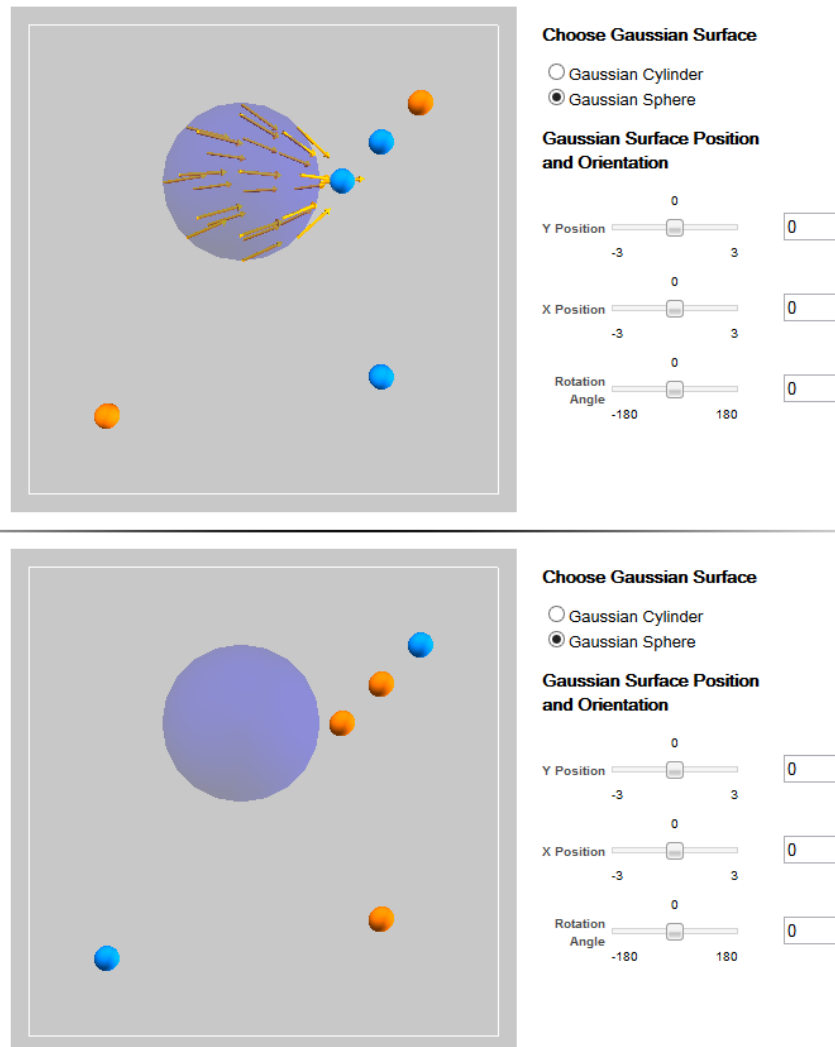 Choose Gaussian Surface
Gaussian Cylinder
Gaussian Sphere
Gaussian Surface Position
and Orientation
0
Y Position
0
-3
3
0
X Position
0
-3
3
0
Rotation
Angle
0
-180
180
Choose Gaussian Surface
Gaussian Cylinder
Gaussian Sphere
Gaussian Surface Position
and Orientation
0
Y Position
0
-3
3
0
X Position
0
-3
3
0
Rotation
Angle
0
-180
180